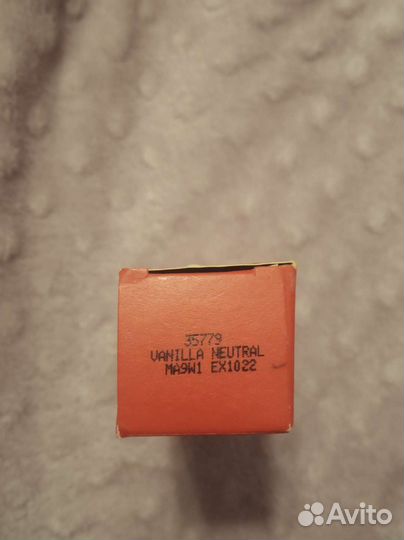 35779
VANILLA NEUTRAL
MA9W1 EX1022
Avito